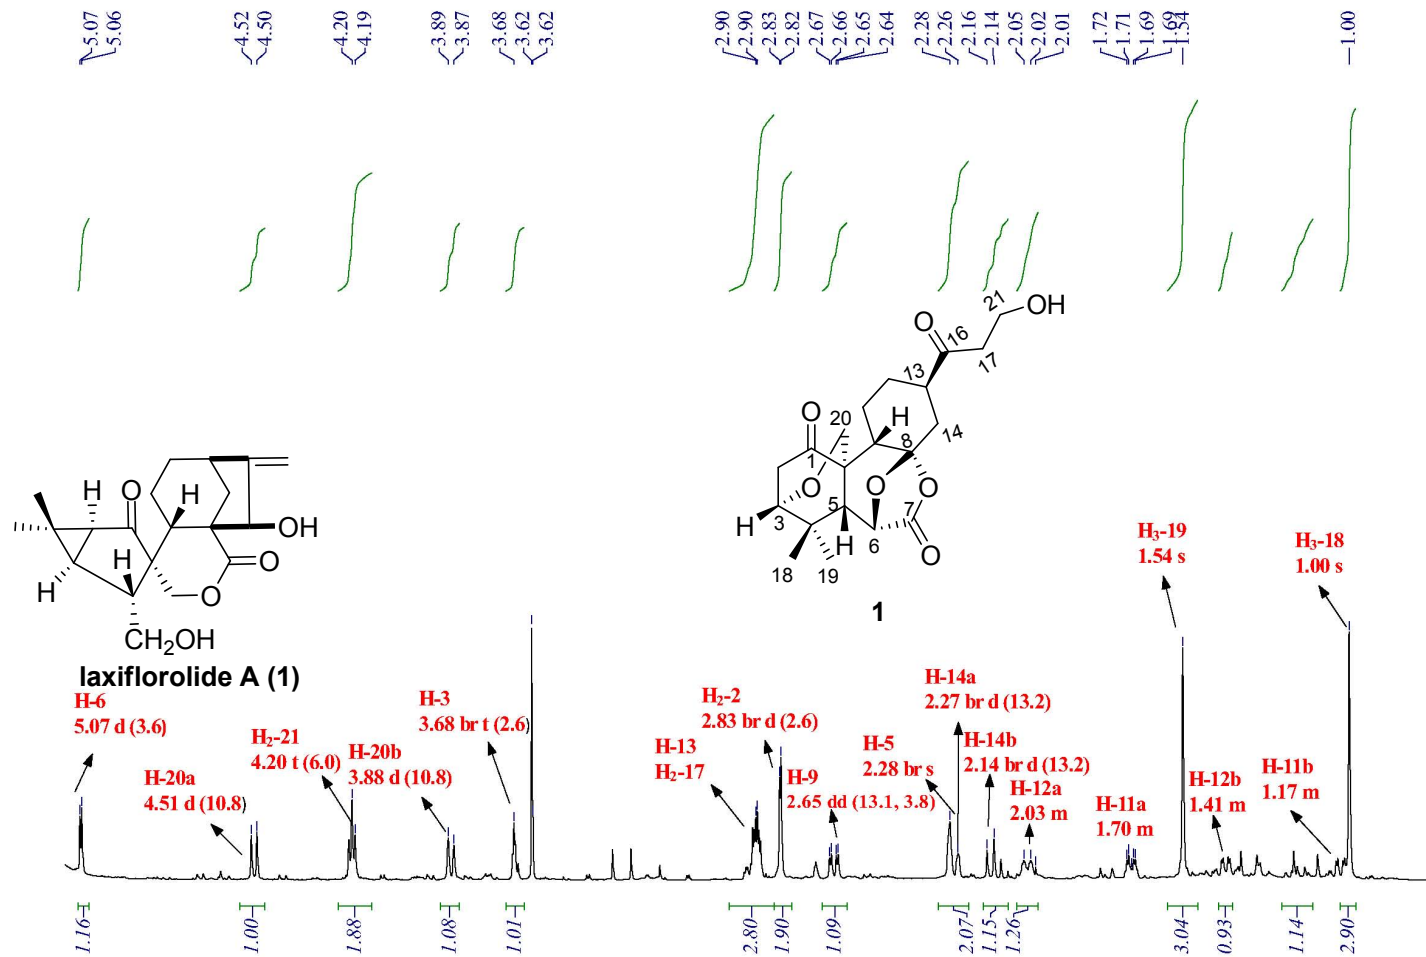 5.07
5.06
4.52
4.50
4.20
4.19
3.89
3.87
3.68
3.62
3.62
2.90
2.90
2.83
2.82
2.67
2.66
2.65
2.64
2.28
2.26
2.16
2.14
2.05
2.02
2.01
1.72
1.71
1.69
1.69
1.54
1.00
21
OH
O
16
17
13
O
20
H
8
14
1
O
O
O
5
7
3
H
H
6
O
18
19
1
H
O
H
OH
H
H
O
O
CH2OH
laxiflorolide A (1)
H-6
5.07 d (3.6)
H-20a
4.51 d (10.8)
H2-21
4.20 t (6.0)
H-20b
3.88 d (10.8)
H-3
3.68 br t (2.6)
H-13
H2-17
H2-2
2.83 br d (2.6)
H-9
2.65 dd (13.1, 3.8)
H-5
2.28 br s
H-14a
2.27 br d (13.2)
H-14b
2.14 br d (13.2)
H-12a
2.03 m
H-11a
1.70 m
H3-19
1.54 s
H-12b
1.41 m
H-11b
1.17 m
H3-18
1.00 s
1.16
1.00
1.88
1.08
1.01
2.80
1.90
1.09
2.07
1.15
1.26
3.04
0.93
1.14
2.90